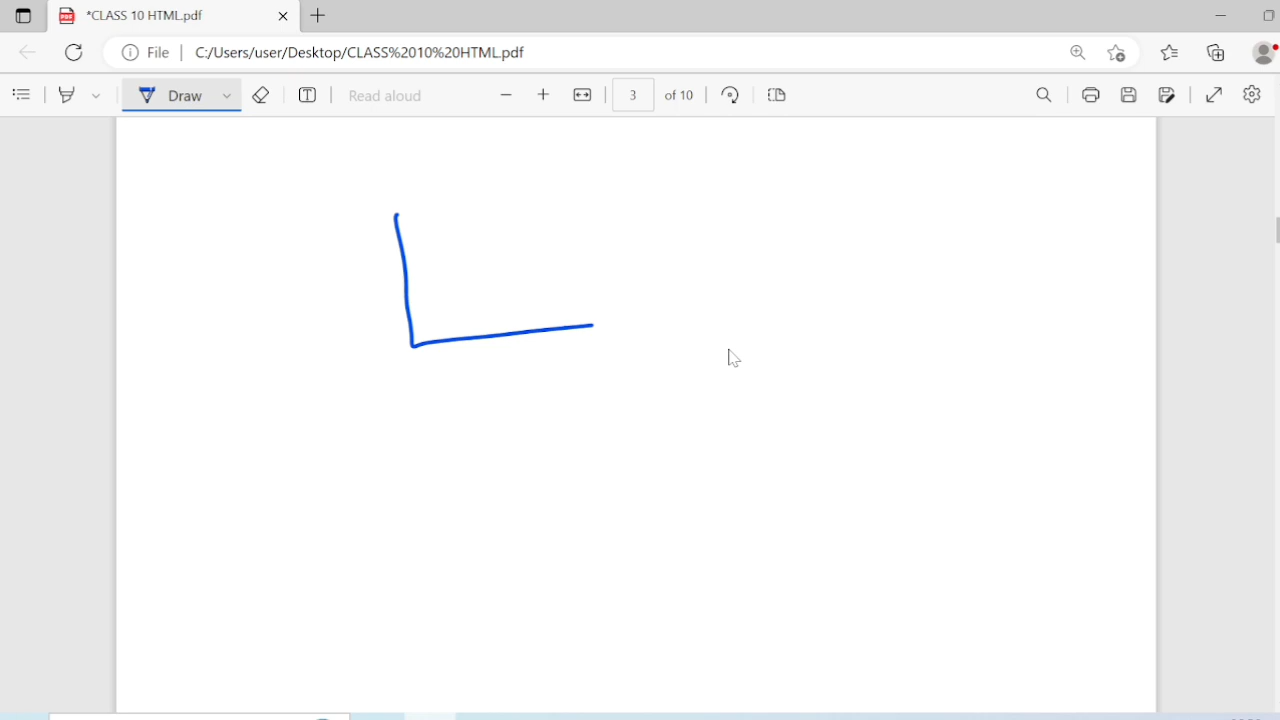 *CLASS 10 HTML.pdf
File | C:/Users/user/Desktop/CLASS%2010%20HTML.pdf
Draw Read aloud 3 of 10